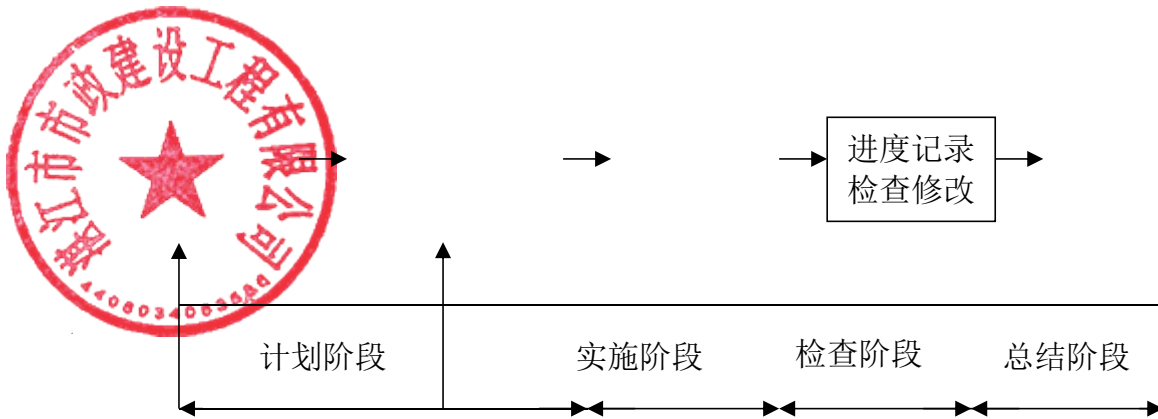 湛江市市政建设工程有限公司
进度记录
检查修改
计划阶段
实施阶段
检查阶段
总结阶段